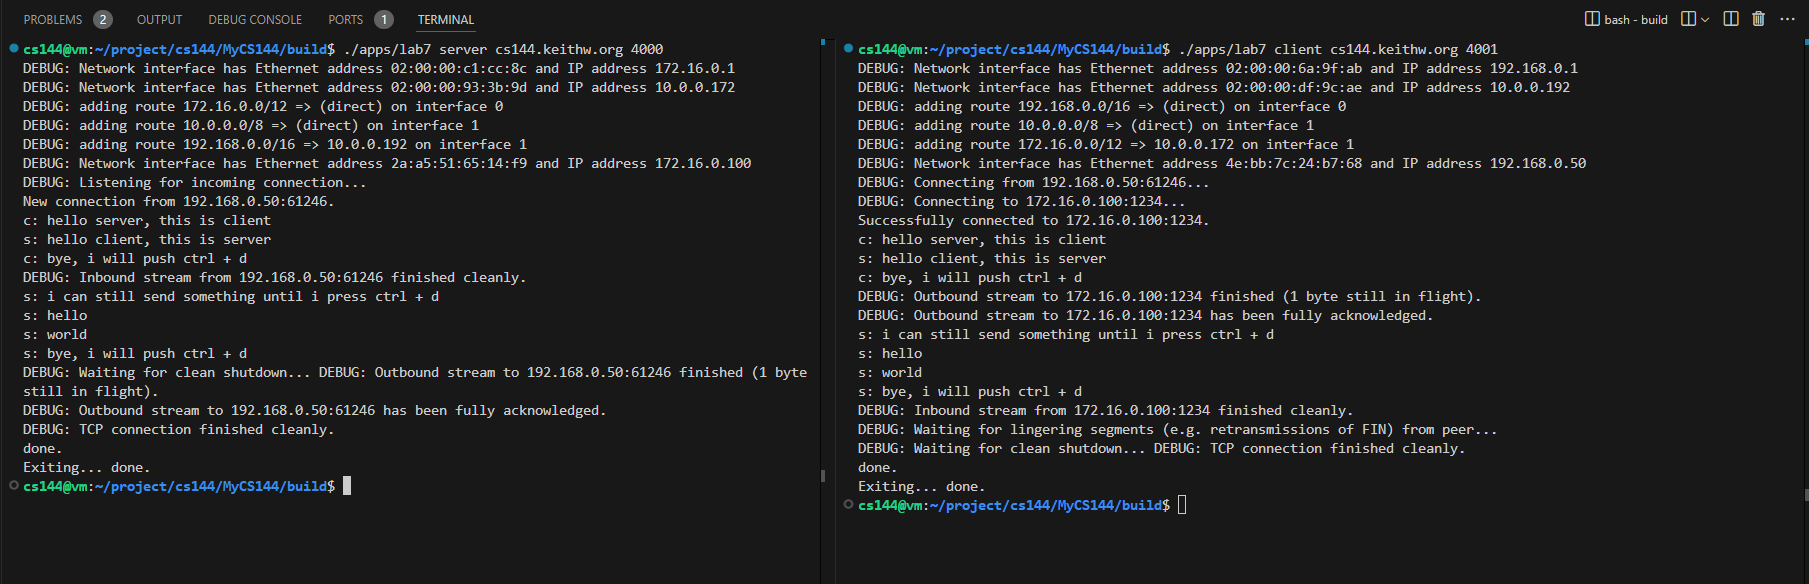 PROBLEMS 2 OUTPUT DEBUG CONSOLE PORTS 1 TERMINAL
bash - build
cs144@vm:~/project/cs144/MyCS144/build$ ./apps/lab7 server cs144.keithw.org 4000
DEBUG: Network interface has Ethernet address 02:00:00:c1:cc:8c and IP address 172.16.0.1
DEBUG: Network interface has Ethernet address 02:00:00:93:3b:9d and IP address 10.0.0.172
DEBUG: adding route 172.16.0.0/12 => (direct) on interface 0
DEBUG: adding route 10.0.0.0/8 => (direct) on interface 1
DEBUG: adding route 192.168.0.0/16 => 10.0.0.192 on interface 1
DEBUG: Network interface has Ethernet address 2a:a5:51:65:14:f9 and IP address 172.16.0.100
DEBUG: Listening for incoming connection...
New connection from 192.168.0.50:61246.
c: hello server, this is client
s: hello client, this is server
c: bye, i will push ctrl + d
DEBUG: Inbound stream from 192.168.0.50:61246 finished cleanly.
s: i can still send something until i press ctrl + d
s: hello
s: world
s: bye, i will push ctrl + d
DEBUG: Waiting for clean shutdown... DEBUG: Outbound stream to 192.168.0.50:61246 finished (1 byte
still in flight).
DEBUG: Outbound stream to 192.168.0.50:61246 has been fully acknowledged.
DEBUG: TCP connection finished cleanly.
done.
Exiting... done.
cs144@vm:~/project/cs144/MyCS144/build$
cs144@vm:~/project/cs144/MyCS144/build$ ./apps/lab7 client cs144.keithw.org 4001
DEBUG: Network interface has Ethernet address 02:00:00:6a:9f:ab and IP address 192.168.0.1
DEBUG: Network interface has Ethernet address 02:00:00:df:9c:ae and IP address 10.0.0.192
DEBUG: adding route 192.168.0.0/16 => (direct) on interface 0
DEBUG: adding route 10.0.0.0/8 => (direct) on interface 1
DEBUG: adding route 172.16.0.0/12 => 10.0.0.172 on interface 1
DEBUG: Network interface has Ethernet address 4e:bb:7c:24:b7:68 and IP address 192.168.0.50
DEBUG: Connecting from 192.168.0.50:61246...
DEBUG: Connecting to 172.16.0.100:1234...
Successfully connected to 172.16.0.100:1234.
c: hello server, this is client
s: hello client, this is server
c: bye, i will push ctrl + d
DEBUG: Outbound stream to 172.16.0.100:1234 finished (1 byte still in flight).
DEBUG: Outbound stream to 172.16.0.100:1234 has been fully acknowledged.
s: i can still send something until i press ctrl + d
s: hello
s: world
s: bye, i will push ctrl + d
DEBUG: Inbound stream from 172.16.0.100:1234 finished cleanly.
DEBUG: Waiting for lingering segments (e.g. retransmissions of FIN) from peer...
DEBUG: Waiting for clean shutdown... DEBUG: TCP connection finished cleanly.
done.
Exiting... done.
cs144@vm:~/project/cs144/MyCS144/build$